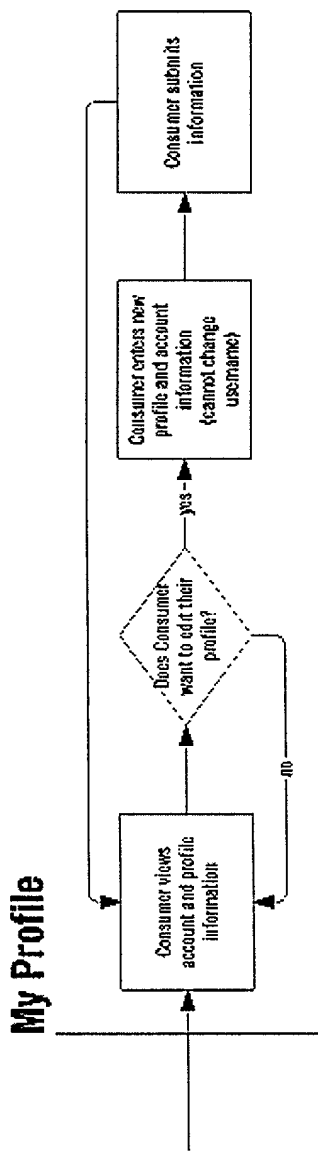 My Profile
Consumer views
account and profile
information
Does Consumer
want to edit their
profile?
yes
no
Consumer enters new
profile and account
information
(cannot change
username)
Consumer submits
information